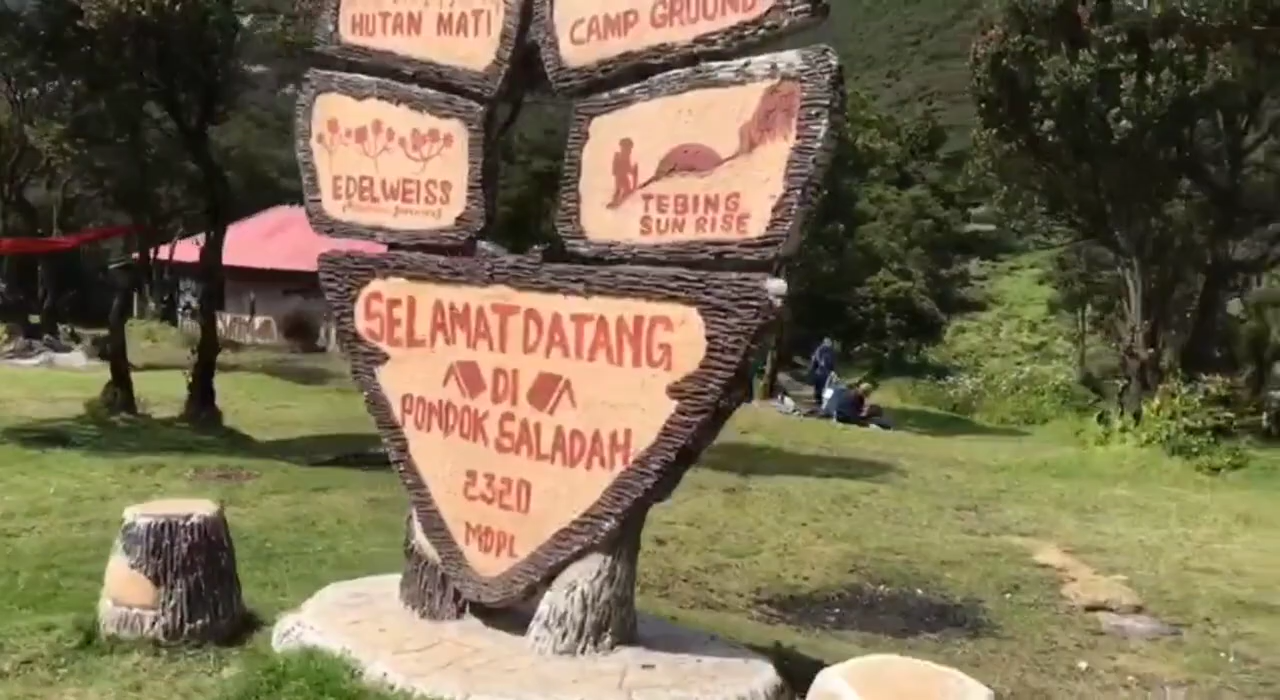 HUTAN MATI
CAMP GROUND
EDELWEISS
TEBING
SUN RISE
SELAMAT DATANG
DI
PONDOK SALADAH
2320
MDPL